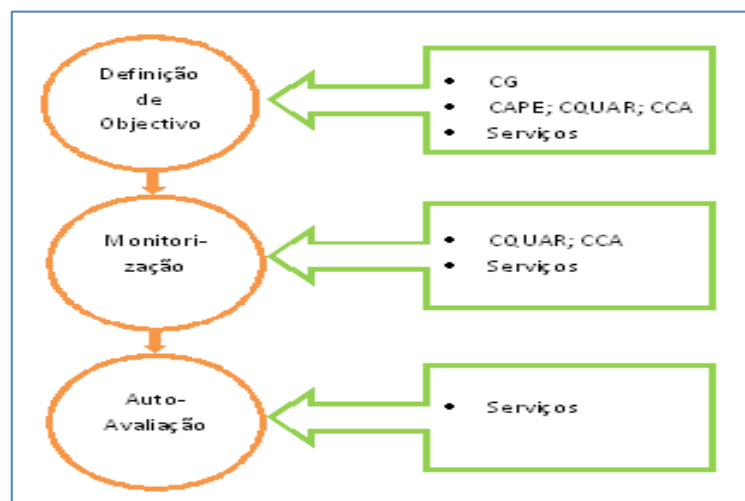 Definição
de
Objectivo
• CG
• CAPE; CQUAR; CCA
• Serviços
Monitori-
zação
• CQUAR; CCA
• Serviços
Auto-
Avaliação
• Serviços